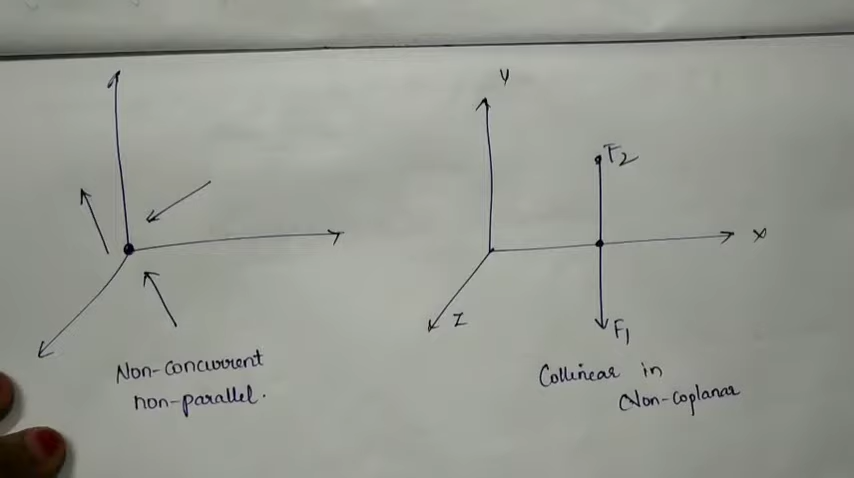 Y
F2
X
Z
F1
Non-concurrent
non-parallel.
Collinear in
Non-coplanar